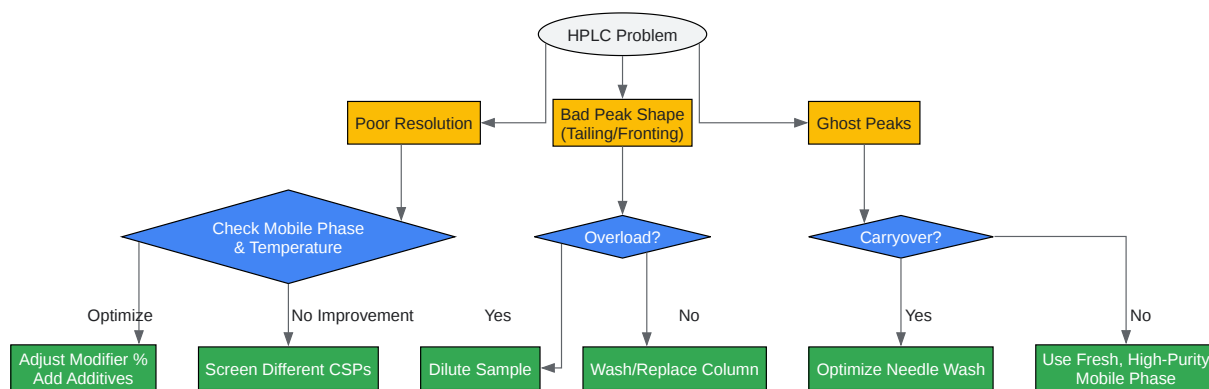 HPLC Problem
Poor Resolution
Bad Peak Shape
(Tailing/Fronting)
Ghost Peaks
Check Mobile Phase
& Temperature
Overload?
Carryover?
Optimize
No Improvement
Yes
No
Yes
No
Adjust Modifier %
Add Additives
Screen Different CSPs
Dilute Sample
Wash/Replace Column
Optimize Needle Wash
Use Fresh, High-Purity
Mobile Phase